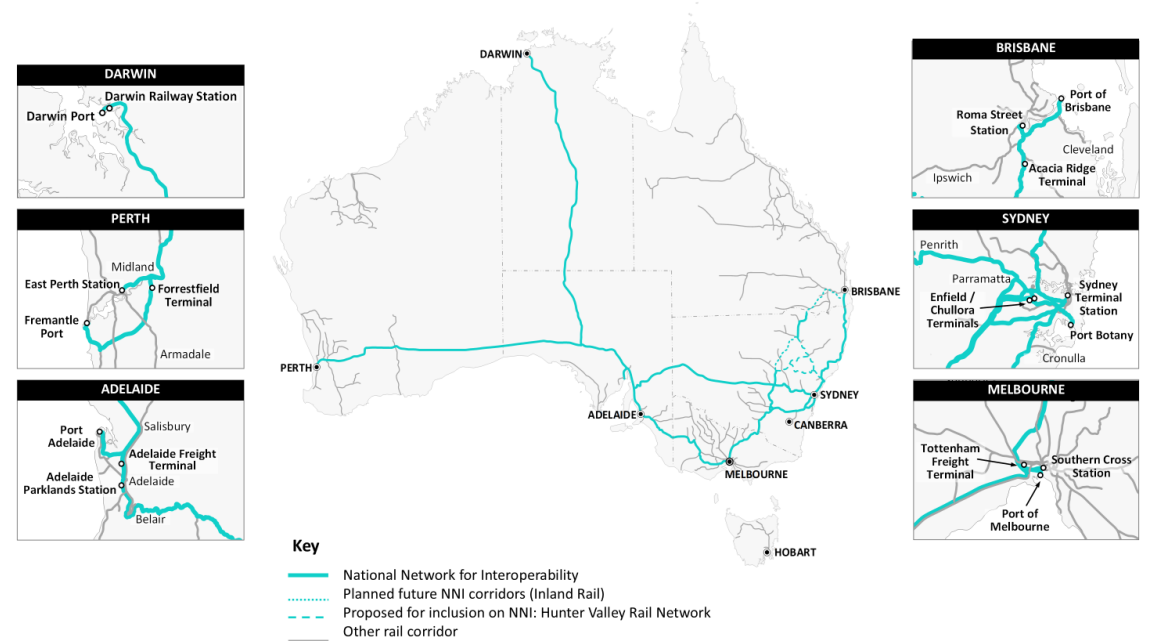 DARWIN
Darwin Railway Station
Darwin Port
PERTH
Midland
East Perth Station
Forrestfield
Terminal
Fremantle
Port
Armadale
ADELAIDE
Salisbury
Port
Adelaide
Adelaide Freight
Terminal
Adelaide
Parklands Station
Adelaide
Belair
DARWIN
BRISBANE
PERTH
SYDNEY
ADELAIDE
CANBERRA
MELBOURNE
HOBART
BRISBANE
Port of
Brisbane
Roma Street
Station
Cleveland
Acacia Ridge
Terminal
Ipswich
SYDNEY
Penrith
Parramatta
Sydney
Terminal
Station
Enfield /
Chullora
Terminals
Port Botany
Cronulla
MELBOURNE
Tottenham
Freight
Terminal
Southern Cross
Station
Port of
Melbourne
Key
National Network for Interoperability
Planned future NNI corridors (Inland Rail)
Proposed for inclusion on NNI: Hunter Valley Rail Network
Other rail corridor